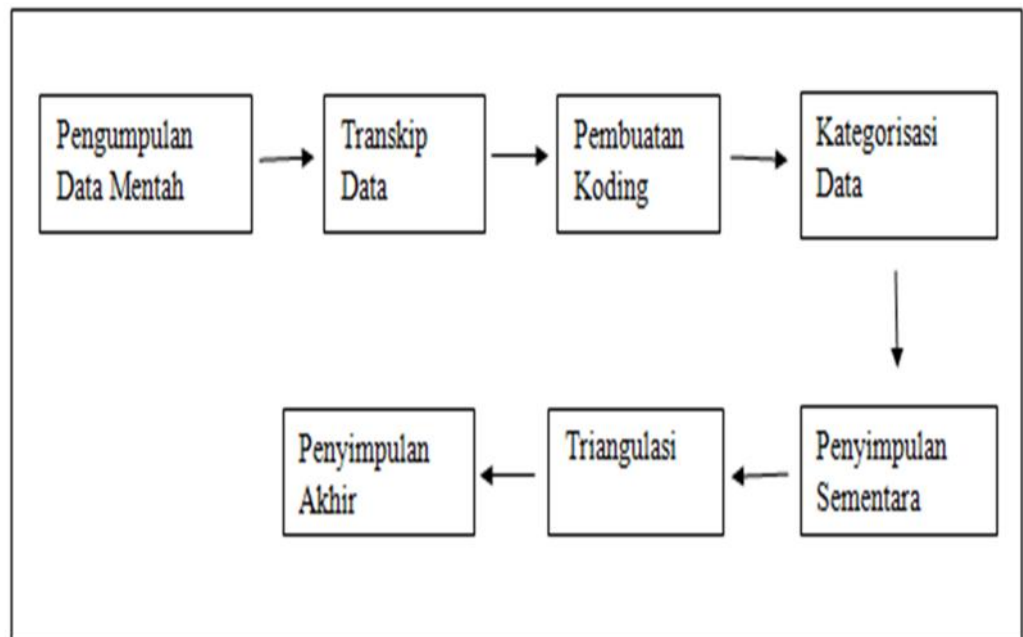 Pengumpulan
Data Mentah
Transkip
Data
Pembuatan
Koding
Kategorisasi
Data
Penyimpulan
Sementara
Triangulasi
Penyimpulan
Akhir